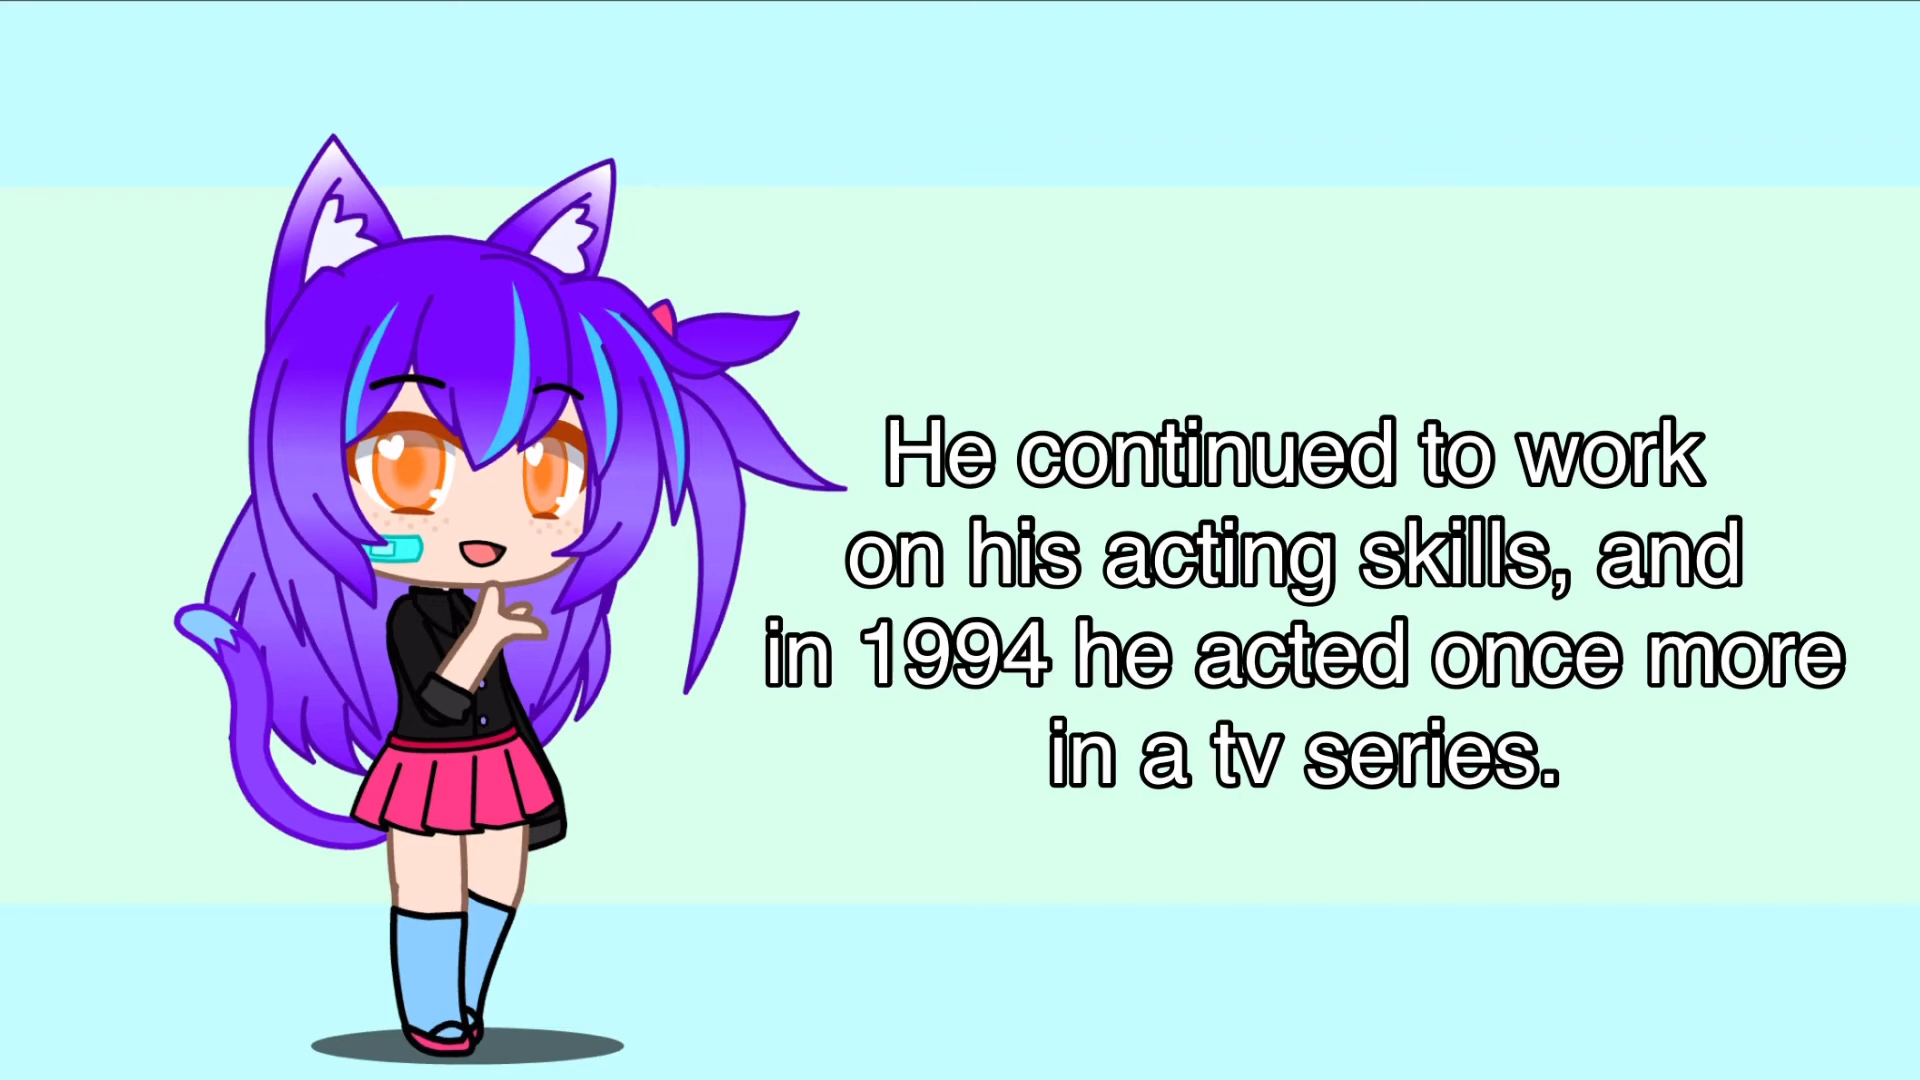 He continued to work
on his acting skills, and
in 1994 he acted once more
in a tv series.